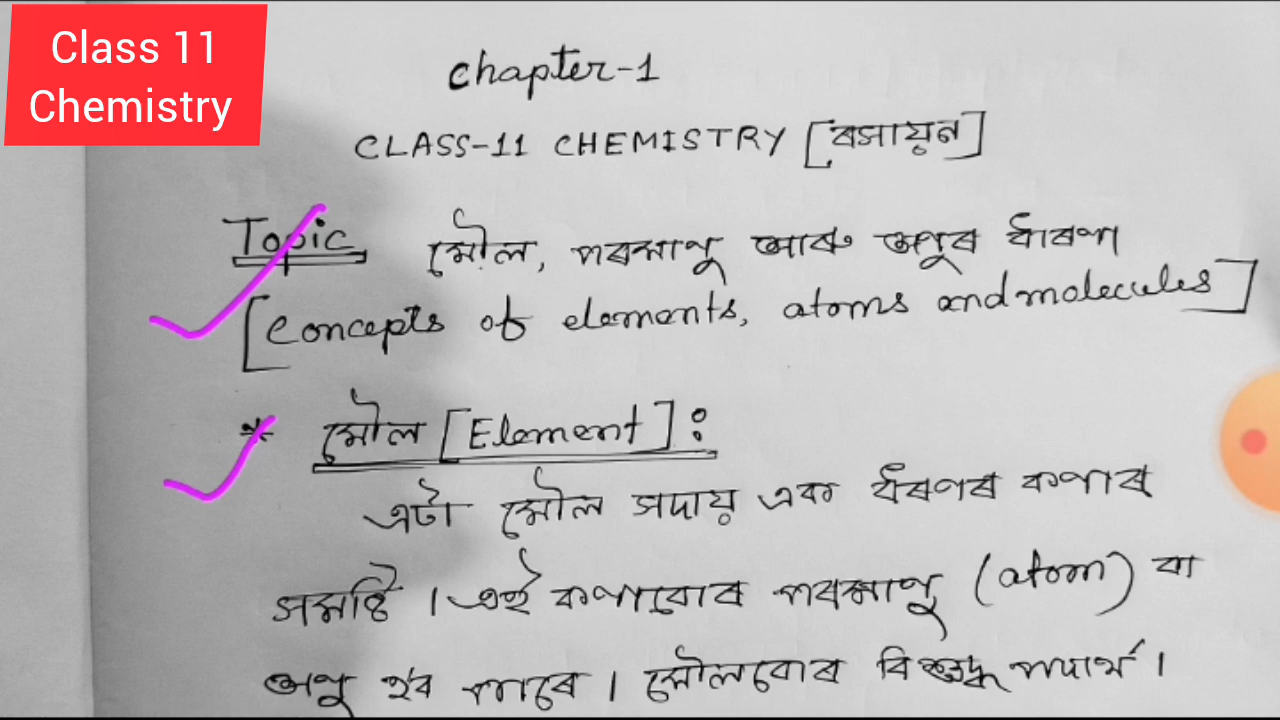 Class 11
Chemistry
Chapter-1
CLASS-11 CHEMISTRY [ৰসায়ন]
Topic মৌল, পৰমাণু আৰু অণুৰ ধাৰণা
[Concepts of elements, atoms and molecules]
* মৌল [Element] :
এটা মৌল সদায় এক ধৰণৰ কণাৰ
সমষ্টি । এই কণাবোৰ পৰমাণু (atom) বা
অণু হ'ব পাৰে । মৌলবোৰ বিশুদ্ধ পদাৰ্থ ।